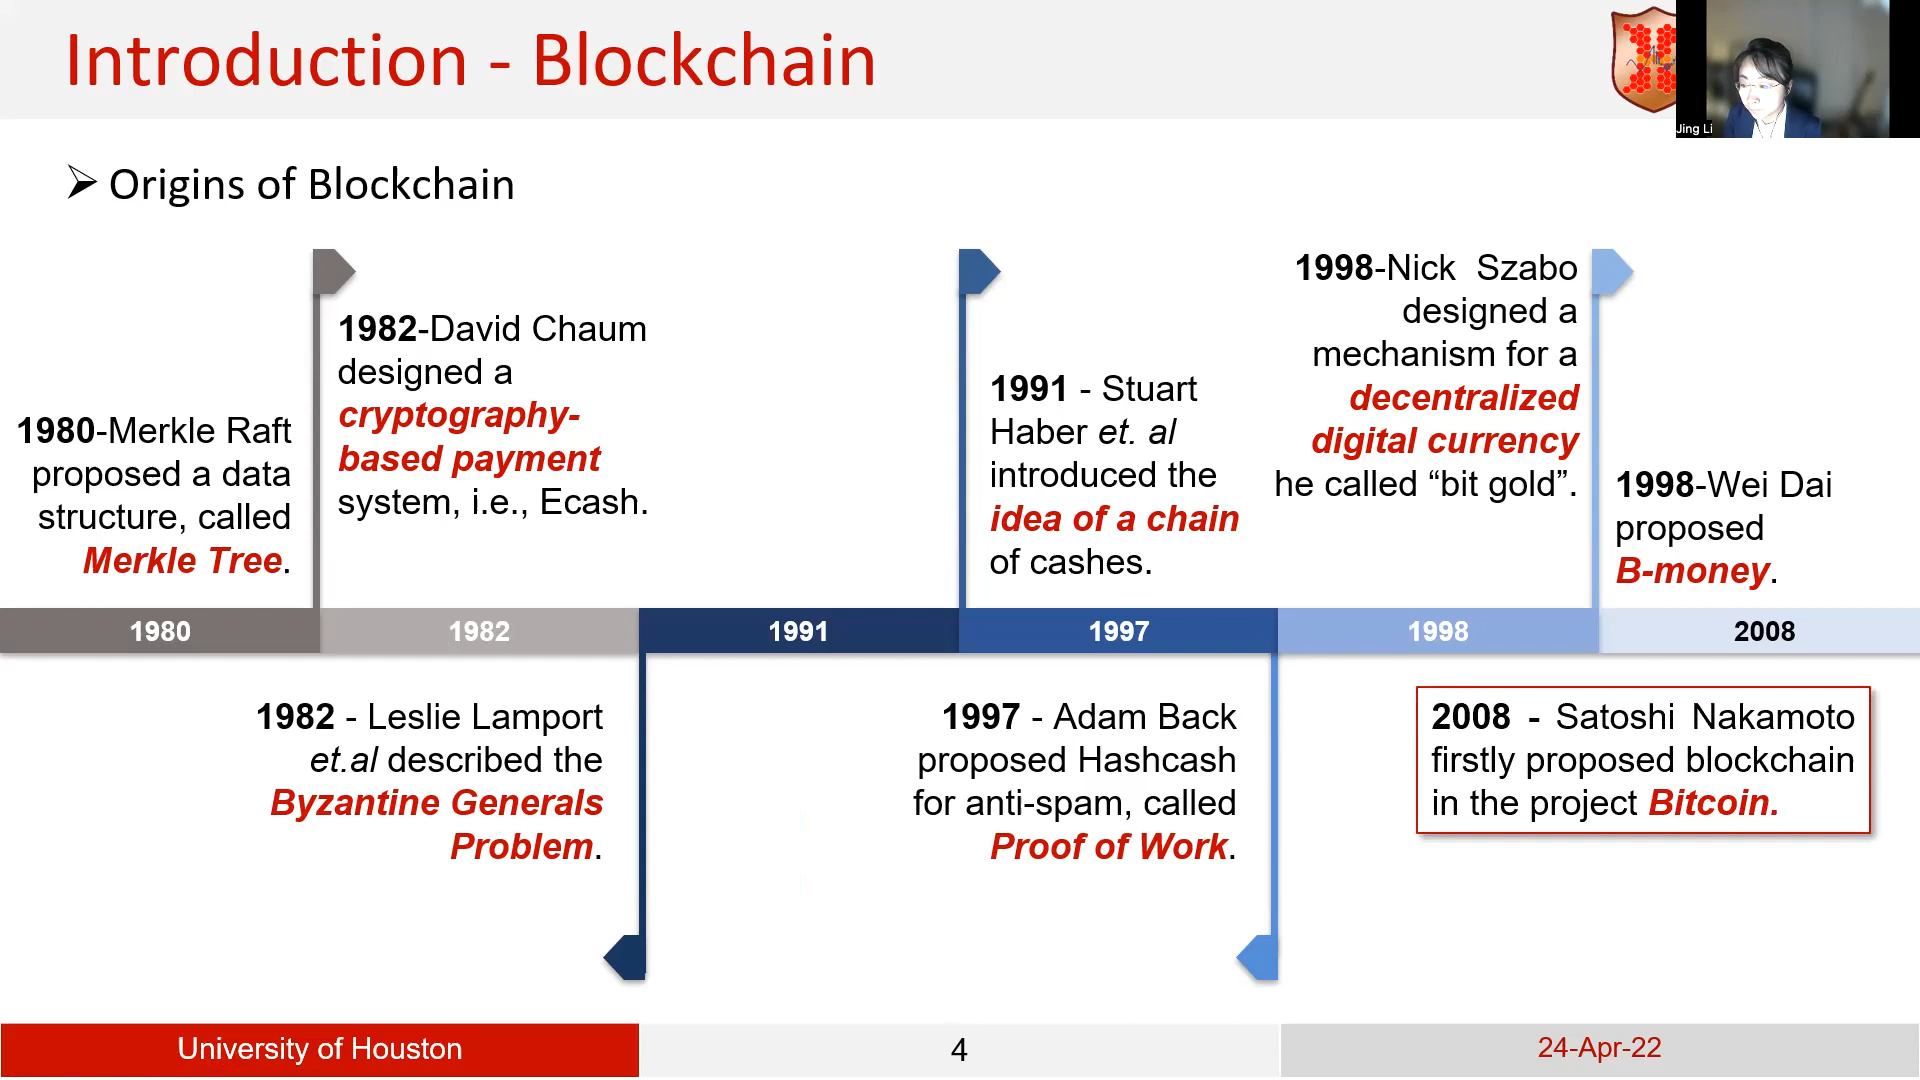 Introduction - Blockchain
Jing Li
Origins of Blockchain
1980-Merkle Raft
proposed a data
structure, called
Merkle Tree.
1982-David Chaum
designed a
cryptography-
based payment
system, i.e., Ecash.
1991 - Stuart
Haber et. al
introduced the
idea of a chain
of cashes.
1998-Nick Szabo
designed a
mechanism for a
decentralized
digital currency
he called “bit gold”.
1998-Wei Dai
proposed
B-money.
1980
1982
1991
1997
1998
2008
1982 - Leslie Lamport
et.al described the
Byzantine Generals
Problem.
1997 - Adam Back
proposed Hashcash
for anti-spam, called
Proof of Work.
2008 - Satoshi Nakamoto
firstly proposed blockchain
in the project Bitcoin.
University of Houston
4
24-Apr-22